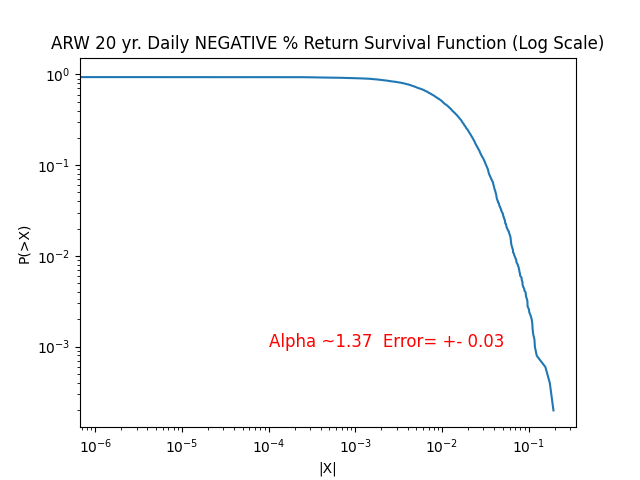 ARW 20 yr. Daily NEGATIVE % Return Survival Function (Log Scale)
P(>X)
10⁰
10⁻¹
10⁻²
10⁻³
Alpha ~1.37  Error= +- 0.03
10⁻⁶ 10⁻⁵ 10⁻⁴ 10⁻³ 10⁻² 10⁻¹
|X|